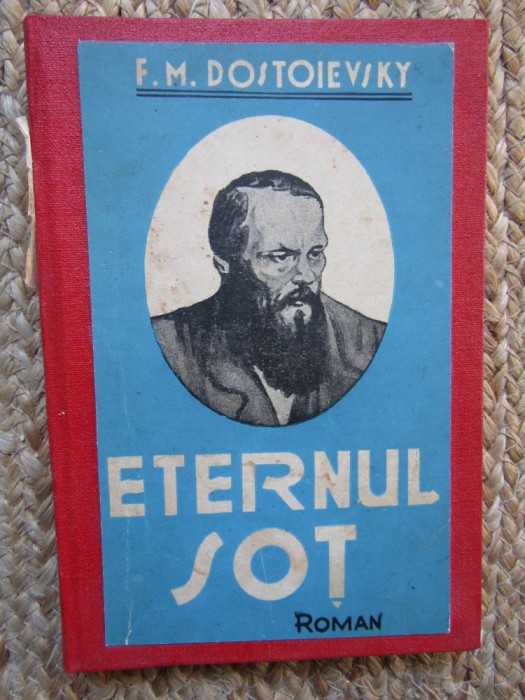 F. M. DOSTOIEVSKY
ETERNUL
SOȚ
ROMAN